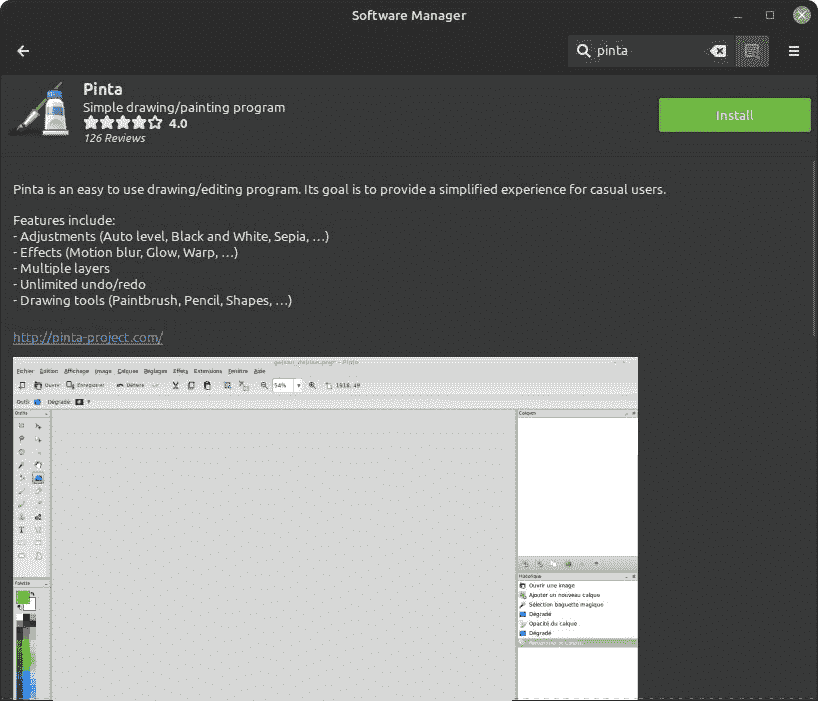 Software Manager
pinta
Pinta
Simple drawing/painting program
4.0
126 Reviews
Install
Pinta is an easy to use drawing/editing program. Its goal is to provide a simplified experience for casual users.
Features include:
- Adjustments (Auto level, Black and White, Sepia, ...)
- Effects (Motion blur, Glow, Warp, ...)
- Multiple layers
- Unlimited undo/redo
- Drawing tools (Paintbrush, Pencil, Shapes, ...)
http://pinta-project.com/
- Pinta
Fichier Édition Affichage Image Calques Réglages Effets Extensions Fenêtre Aide
Ouvrir Enregistrer Défaire 54%
Outil: Dégradé
Outils
Calques
Historique
Ouvrir une image
Ajouter un nouveau calque
Sélection baguette magique
Dégradé
Opacité du calque
Dégradé
Palette